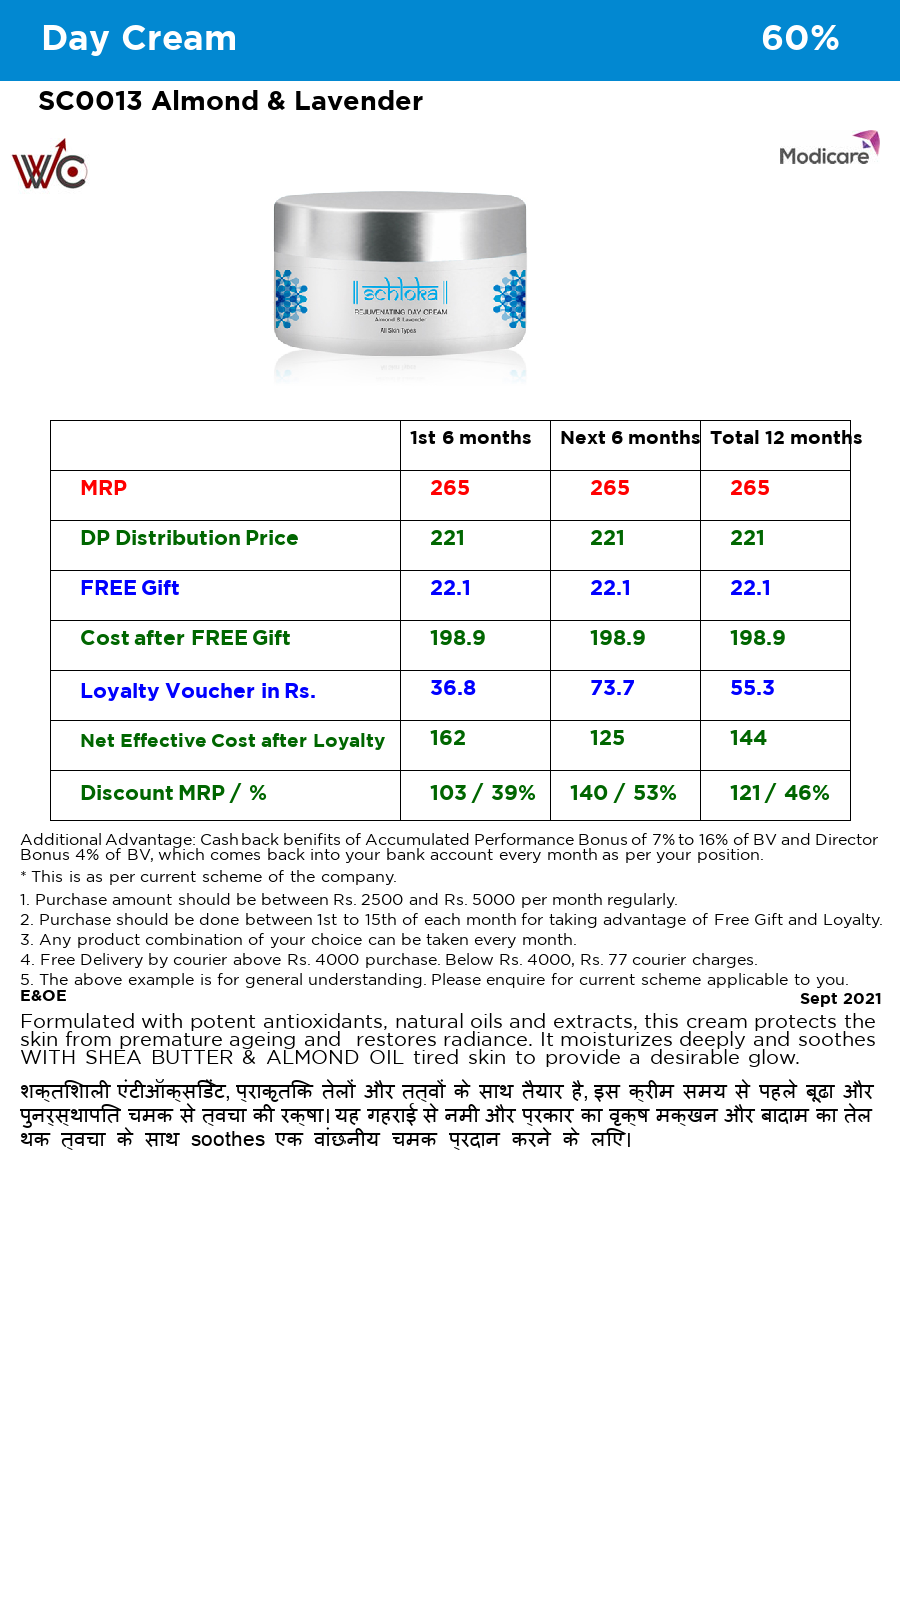 Day Cream 60%
SC0013 Almond & Lavender
WC
Modicare
schloka
REJUVENATING DAY CREAM
Almond & Lavender
All Skin Types
1st 6 months Next 6 months Total 12 months
MRP 265 265 265
DP Distribution Price 221 221 221
FREE Gift 22.1 22.1 22.1
Cost after FREE Gift 198.9 198.9 198.9
Loyalty Voucher in Rs. 36.8 73.7 55.3
Net Effective Cost after Loyalty 162 125 144
Discount MRP / % 103 / 39% 140 / 53% 121 / 46%
Additional Advantage: Cash back benifits of Accumulated Performance Bonus of 7% to 16% of BV and Director
Bonus 4% of BV, which comes back into your bank account every month as per your position.
* This is as per current scheme of the company.
1. Purchase amount should be between Rs. 2500 and Rs. 5000 per month regularly.
2. Purchase should be done between 1st to 15th of each month for taking advantage of Free Gift and Loyalty.
3. Any product combination of your choice can be taken every month.
4. Free Delivery by courier above Rs. 4000 purchase. Below Rs. 4000, Rs. 77 courier charges.
5. The above example is for general understanding. Please enquire for current scheme applicable to you.
E&OE
Sept 2021
Formulated with potent antioxidants, natural oils and extracts, this cream protects the
skin from premature ageing and restores radiance. It moisturizes deeply and soothes
WITH SHEA BUTTER & ALMOND OIL tired skin to provide a desirable glow.
शक्तिशाली एंटीऑक्सिडेंट, प्राकृतिक तेलों और तत्वों के साथ तैयार है, इस क्रीम समय से पहले बूढा और
पुनर्स्थापित चमक से त्वचा की रक्षा। यह गहराई से नमी और प्रकार का वृक्ष मक्खन और बादाम का तेल
थक त्वचा के साथ soothes एक वांछनीय चमक प्रदान करने के लिए।